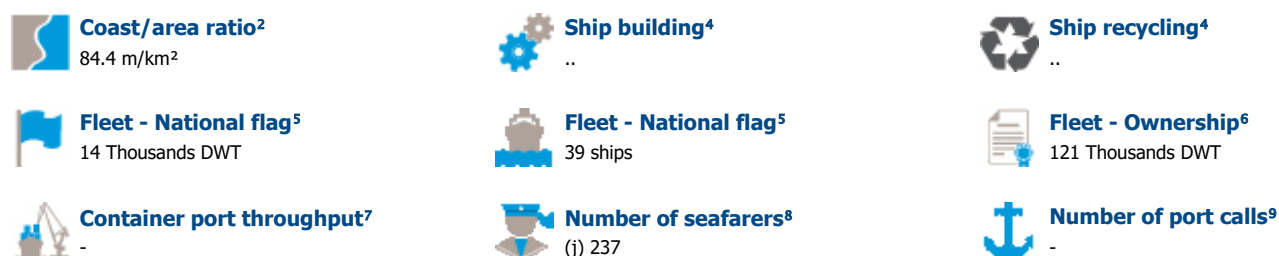 Coast/area ratio²
84.4 m/km²
Ship building⁴
..
Ship recycling⁴
..
Fleet - National flag⁵
14 Thousands DWT
Fleet - National flag⁵
39 ships
Fleet - Ownership⁶
121 Thousands DWT
Container port throughput⁷
-
Number of seafarers⁸
(j) 237
Number of port calls⁹
-